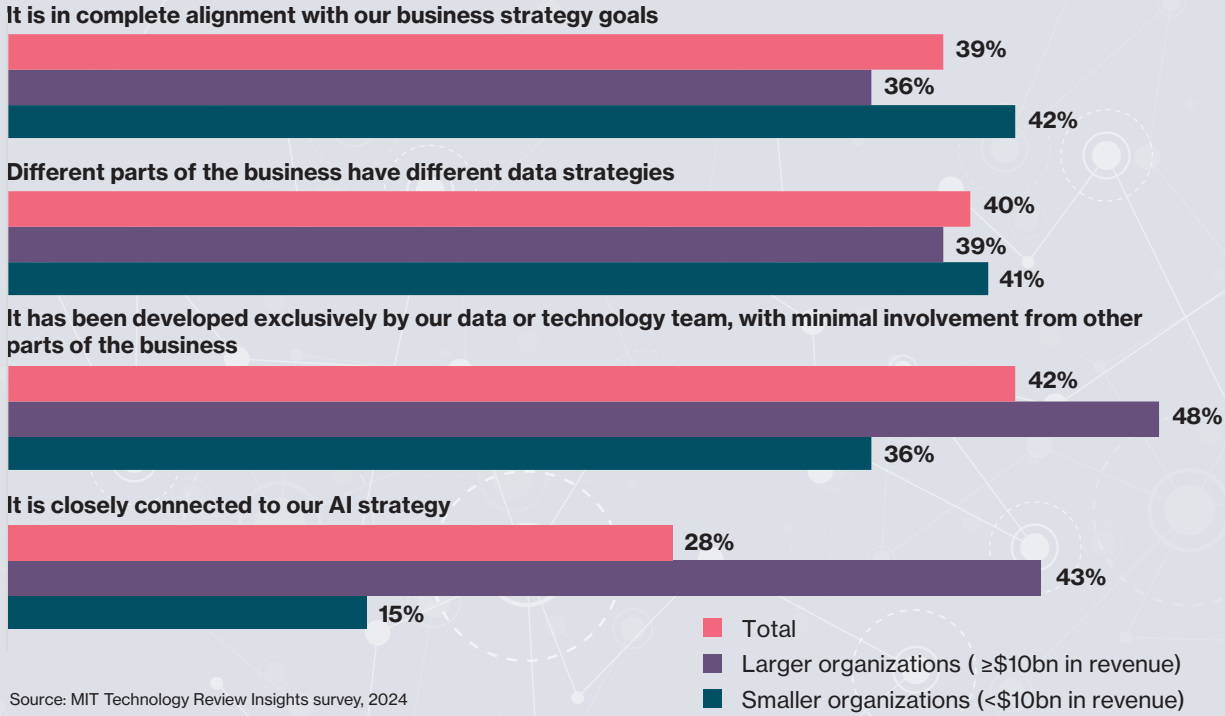 It is in complete alignment with our business strategy goals
39%
36%
42%
Different parts of the business have different data strategies
40%
39%
41%
It has been developed exclusively by our data or technology team, with minimal involvement from other
parts of the business
42%
48%
36%
It is closely connected to our AI strategy
28%
43%
15%
Total
Larger organizations ( ≥$10bn in revenue)
Smaller organizations (<$10bn in revenue)
Source: MIT Technology Review Insights survey, 2024